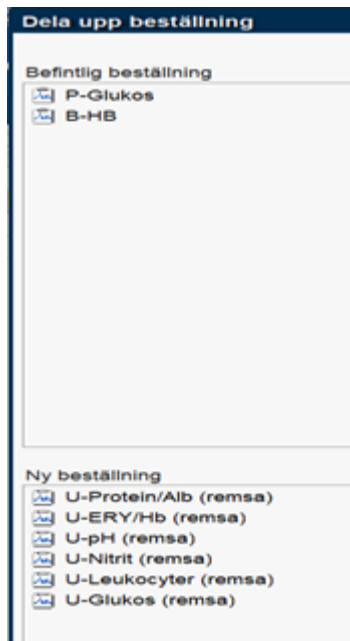 Dela upp beställning
Befintlig beställning
P-Glukos
B-HB
Ny beställning
U-Protein/Alb (remsa)
U-ERY/Hb (remsa)
U-pH (remsa)
U-Nitrit (remsa)
U-Leukocyter (remsa)
U-Glukos (remsa)